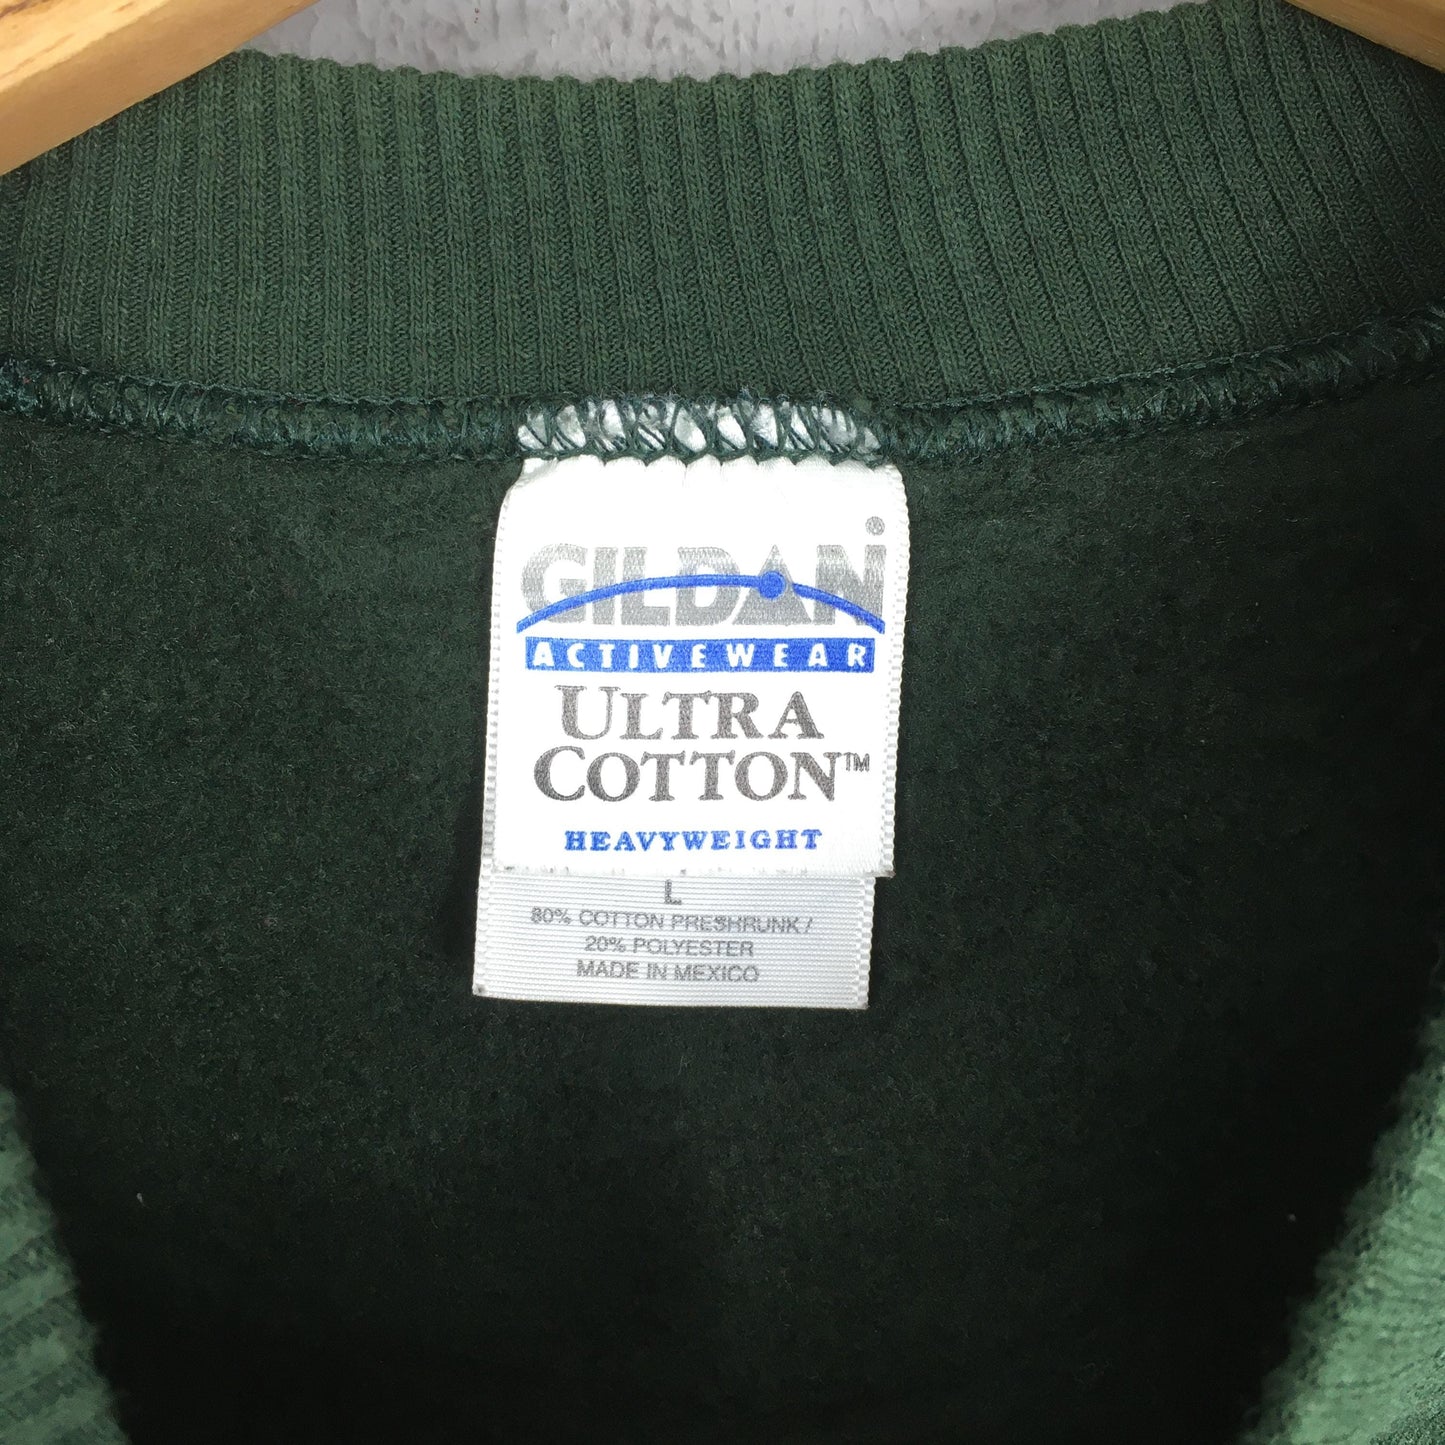 GILDAN®
ACTIVEWEAR
ULTRA
COTTON™
HEAVYWEIGHT
L
80% COTTON PRESHRUNK /
20% POLYESTER
MADE IN MEXICO